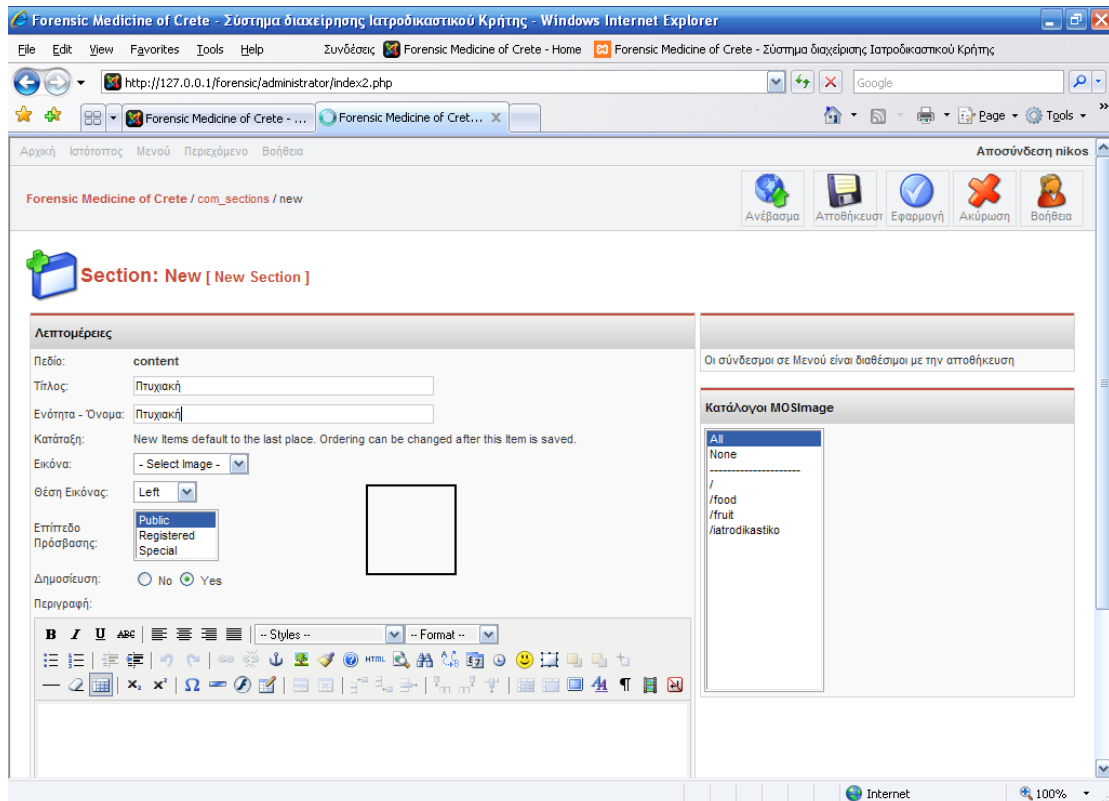 Forensic Medicine of Crete - Σύστημα διαχείρησης Ιατροδικαστικού Κρήτης - Windows Internet Explorer
File Edit View Favorites Tools Help Συνδέσεις Forensic Medicine of Crete - Home Forensic Medicine of Crete - Σύστημα διαχείρισης Ιατροδικαστικού Κρήτης
http://127.0.0.1/forensic/administrator/index2.php Google
Forensic Medicine of Crete - ... Forensic Medicine of Cret... X Page Tools »
Αρχική Ιστότοπος Μενού Περιεχόμενο Βοήθεια Αποσύνδεση nikos
Forensic Medicine of Crete / com_sections / new
Ανέβασμα Αποθήκευση Εφαρμογή Ακύρωση Βοήθεια
Section: New [ New Section ]
Λεπτομέρειες
Πεδίο: content
Τίτλος: Πτυχιακή
Ενότητα - Όνομα: Πτυχιακή
Κατάταξη: New Items default to the last place. Ordering can be changed after this Item is saved.
Εικόνα: - Select Image -
Θέση Εικόνας: Left
Επίπεδο Πρόσβασης:
Public
Registered
Special
Δημοσίευση: No Yes
Περιγραφή:
B I U ABC -- Styles -- -- Format --
HTML
Οι σύνδεσμοι σε Μενού είναι διαθέσιμοι με την αποθήκευση
Κατάλογοι MOSImage
All
None
---------------------
/
/food
/fruit
/iatrodikastiko
Internet 100%